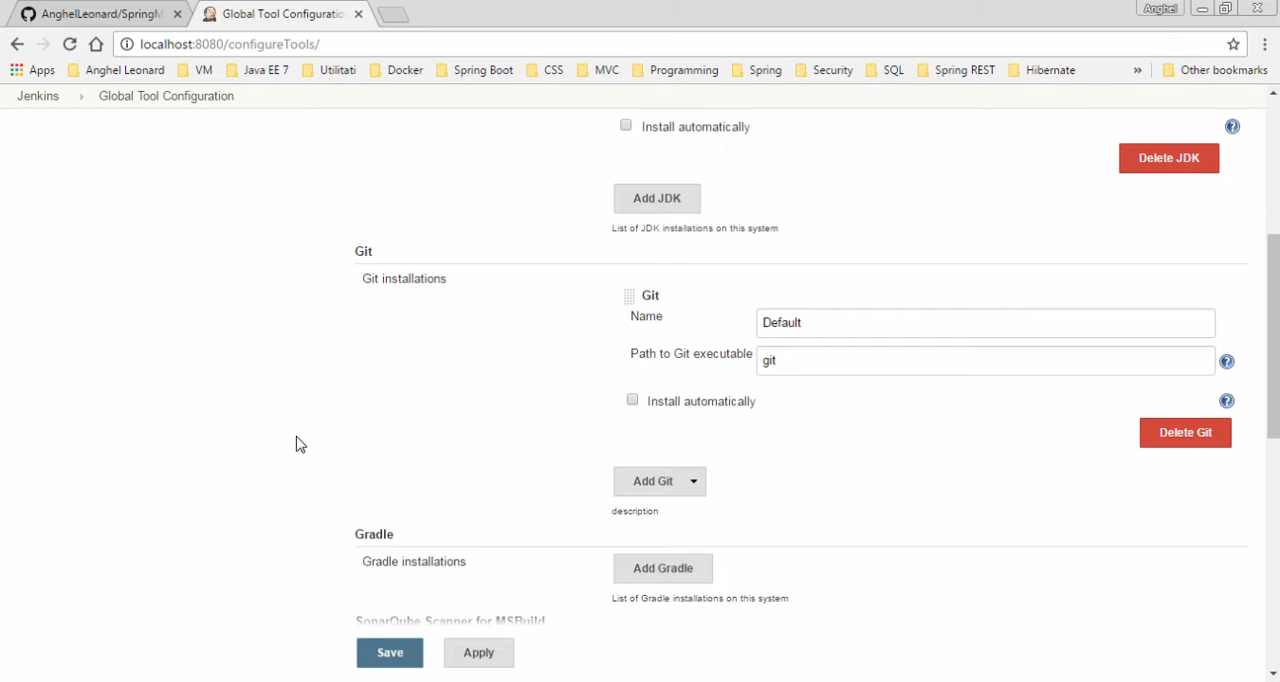 AnghelLeonard/SpringM
Global Tool Configuratio
Anghel
localhost:8080/configureTools/
Apps Anghel Leonard VM Java EE 7 Utilitati Docker Spring Boot CSS MVC Programming Spring Security SQL Spring REST Hibernate » Other bookmarks
Jenkins Global Tool Configuration
Install automatically
Delete JDK
Add JDK
List of JDK installations on this system
Git
Git installations
Git
Name Default
Path to Git executable git
Install automatically
Delete Git
Add Git
description
Gradle
Gradle installations
Add Gradle
List of Gradle installations on this system
SonarQube Scanner for MSBuild
Save Apply